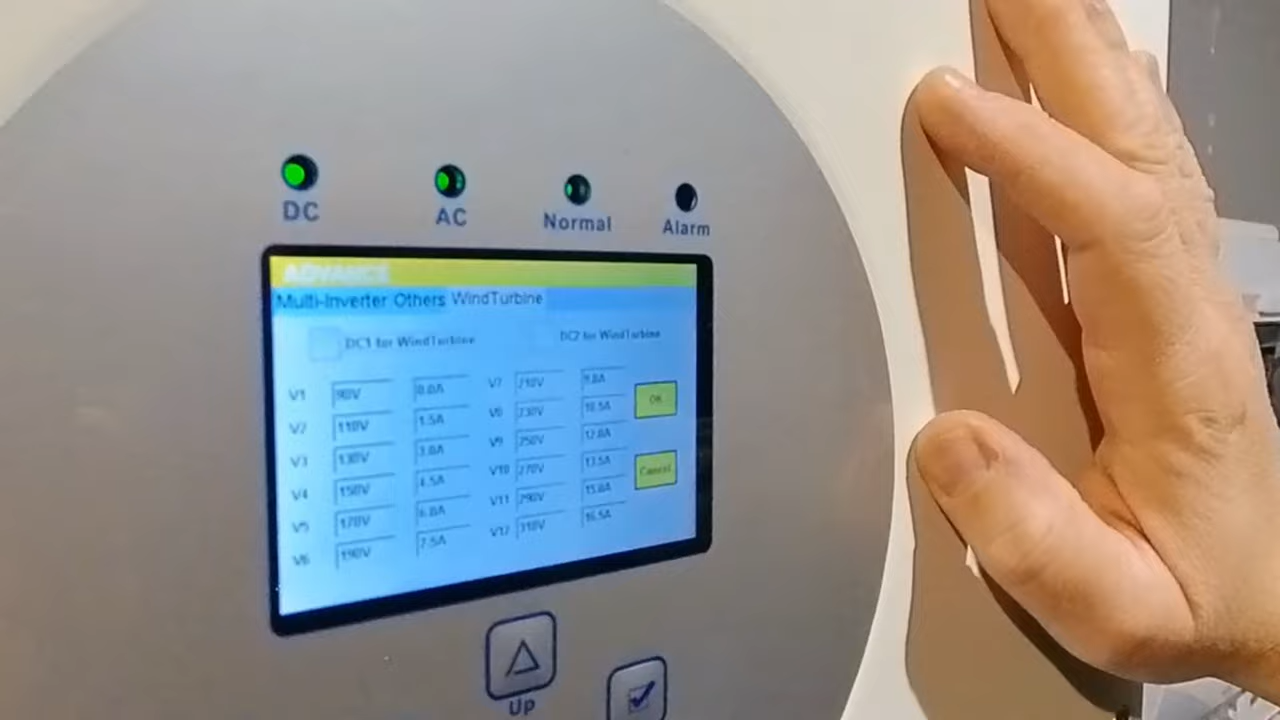 DC AC Normal Alarm
ADVANCE
Multi-Inverter Others WindTurbine
DC1 for WindTurbine DC2 for WindTurbine
V1 90V 0.0A V7 210V 9.0A
V2 110V 1.5A V8 230V 10.5A OK
V3 130V 3.0A V9 250V 12.0A
V4 150V 4.5A V10 270V 13.5A Cancel
V5 170V 6.0A V11 290V 15.0A
V6 190V 7.5A V12 310V 16.5A
Up